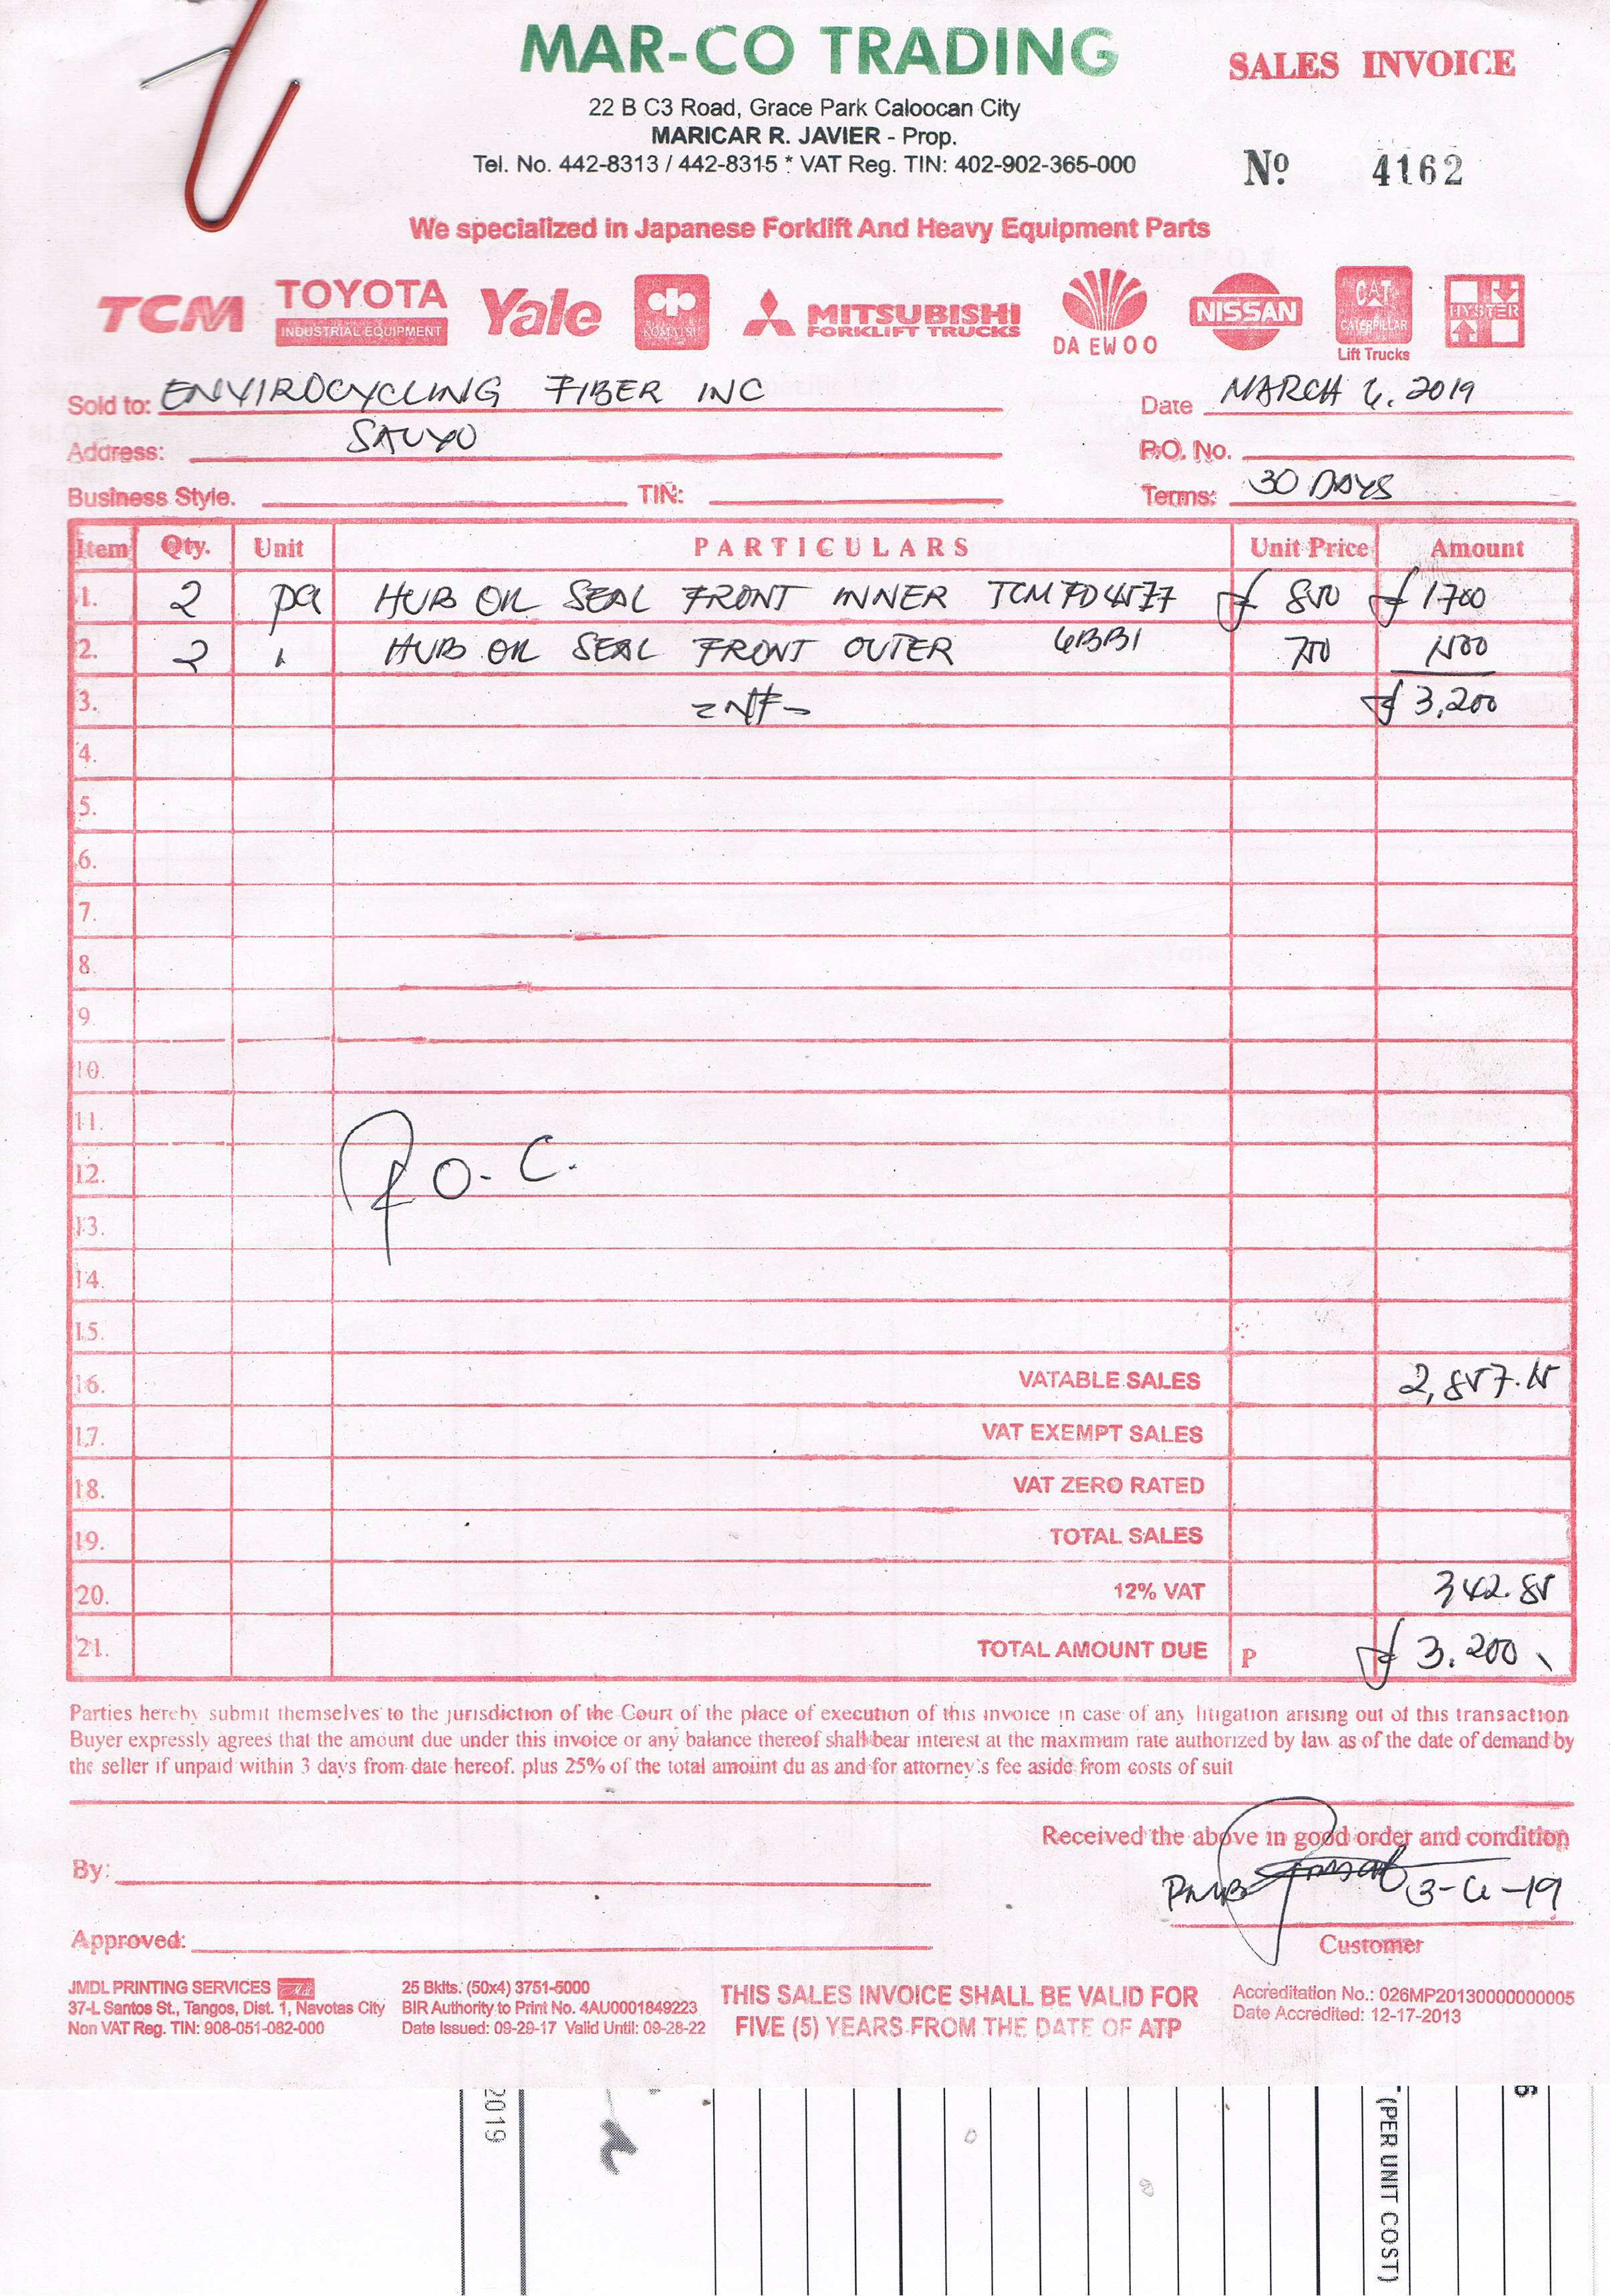 MAR-CO TRADING
SALES INVOICE
22 B C3 Road, Grace Park Caloocan City
MARICAR R. JAVIER - Prop.
Tel. No. 442-8313 / 442-8315 * VAT Reg. TIN: 402-902-365-000
Nº 4162
We specialized in Japanese Forklift And Heavy Equipment Parts
TCM TOYOTA INDUSTRIAL EQUIPMENT Yale KOMATSU MITSUBISHI FORKLIFT TRUCKS DAEWOO NISSAN CAT CATERPILLAR Lift Trucks HYSTER
Sold to: ENVIROCYCLING FIBER INC Date MARCH 6, 2019
Address: SAUYO P.O. No.
Business Style. TIN: Terms: 30 DAYS
Item Qty. Unit PARTICULARS Unit Price Amount
1. 2 HUB OIL SEAL FRONT INNER TCM FD45T7 ₱ 850 ₱ 1700
2. 2 " HUB OIL SEAL FRONT OUTER 6BB1 750 1500
3. =NF= ₱ 3,200
4.
5.
6.
7.
8.
9.
10.
11.
12. P.O.C.
13.
14.
15.
16. VATABLE SALES 2,857.15
17. VAT EXEMPT SALES
18. VAT ZERO RATED
19. TOTAL SALES
20. 12% VAT 342.85
21. TOTAL AMOUNT DUE P ₱ 3,200
Parties hereby submit themselves to the jurisdiction of the Court of the place of execution of this invoice in case of any litigation arising out of this transaction
Buyer expressly agrees that the amount due under this invoice or any balance thereof shall bear interest at the maximum rate authorized by law as of the date of demand by
the seller if unpaid within 3 days from date hereof. plus 25% of the total amount du as and for attorney's fee aside from costs of suit
Received the above in good order and condition
By: 3-6-19
Approved: Customer
JMDL PRINTING SERVICES
37-L Santos St., Tangos, Dist. 1, Navotas City
Non VAT Reg. TIN: 908-051-082-000
25 Bklts. (50x4) 3751-5000
BIR Authority to Print No. 4AU0001849223
Date Issued: 09-29-17 Valid Until: 09-28-22
THIS SALES INVOICE SHALL BE VALID FOR
FIVE (5) YEARS FROM THE DATE OF ATP
Accreditation No.: 026MP20130000000005
Date Accredited: 12-17-2013
2019
(PER UNIT COST)